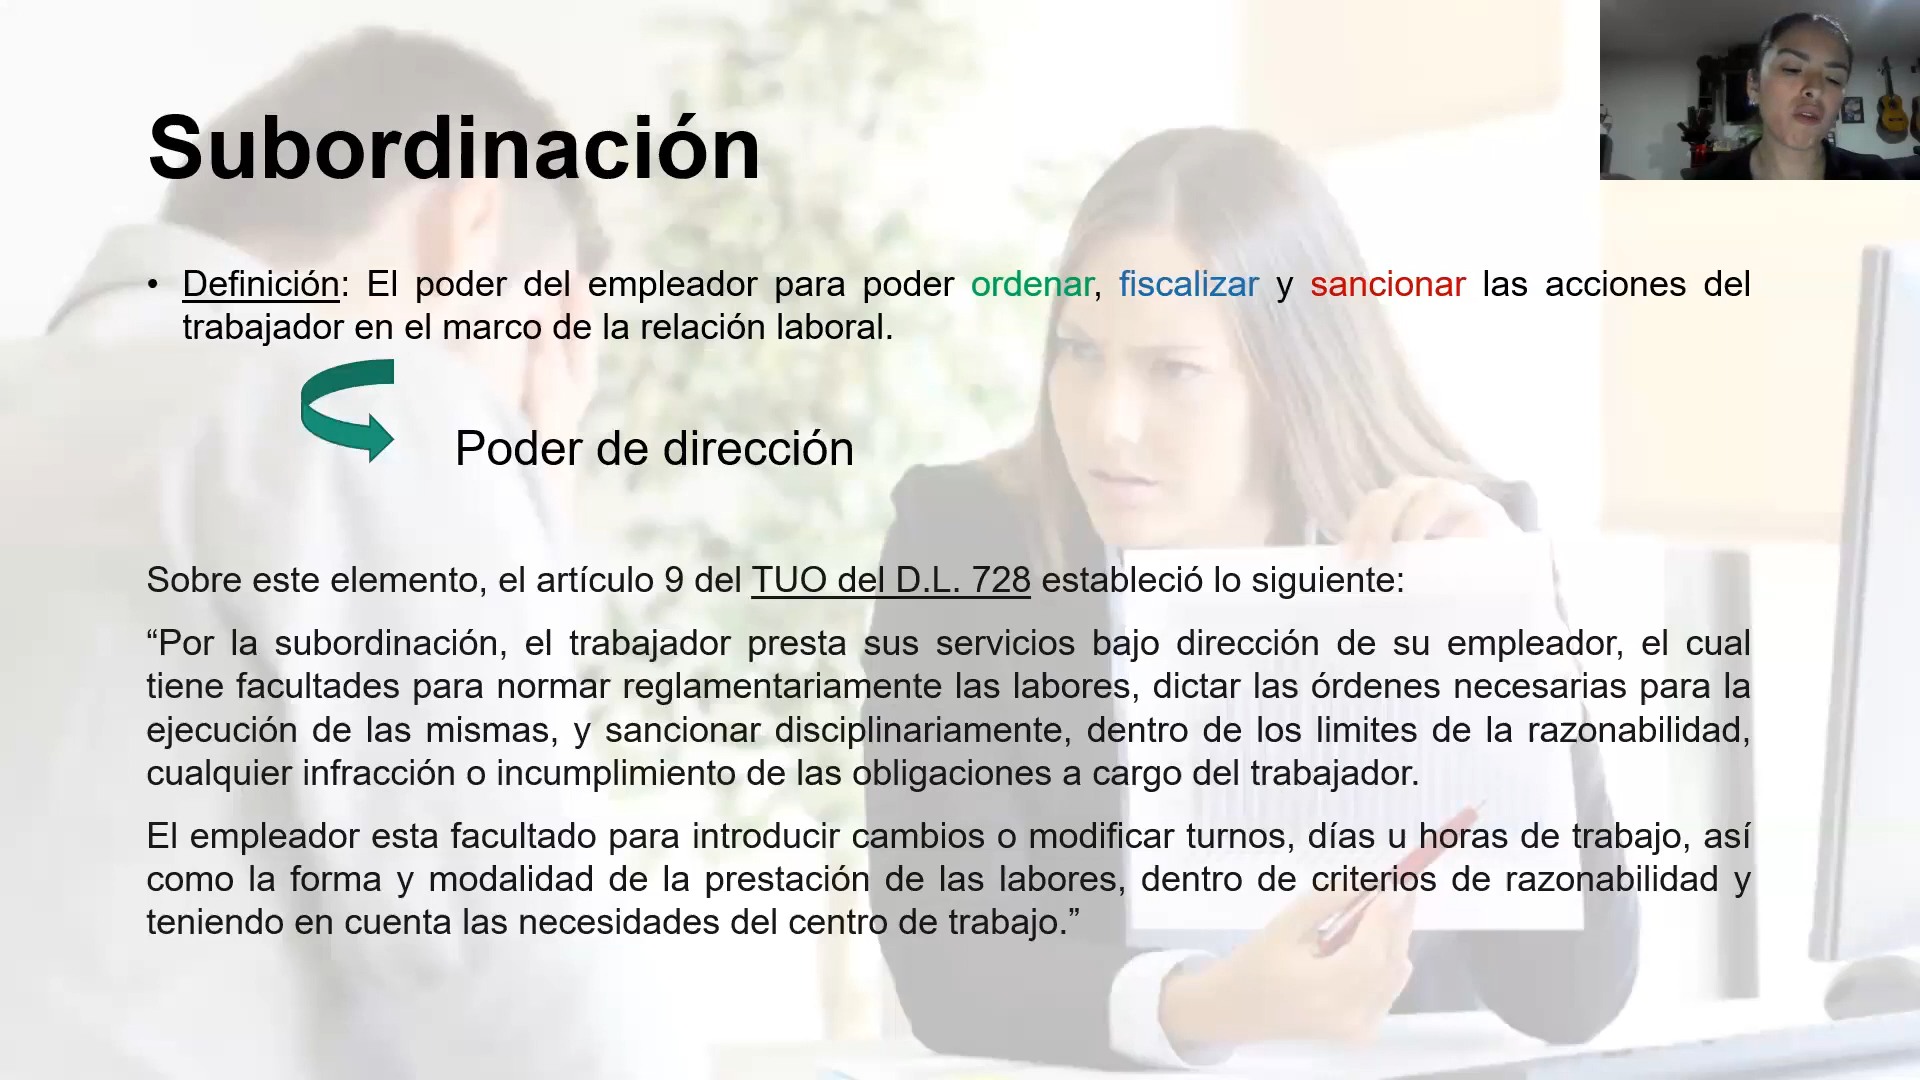 Subordinación
• Definición: El poder del empleador para poder ordenar, fiscalizar y sancionar las acciones del
trabajador en el marco de la relación laboral.
Poder de dirección
Sobre este elemento, el artículo 9 del TUO del D.L. 728 estableció lo siguiente:
“Por la subordinación, el trabajador presta sus servicios bajo dirección de su empleador, el cual
tiene facultades para normar reglamentariamente las labores, dictar las órdenes necesarias para la
ejecución de las mismas, y sancionar disciplinariamente, dentro de los limites de la razonabilidad,
cualquier infracción o incumplimiento de las obligaciones a cargo del trabajador.
El empleador esta facultado para introducir cambios o modificar turnos, días u horas de trabajo, así
como la forma y modalidad de la prestación de las labores, dentro de criterios de razonabilidad y
teniendo en cuenta las necesidades del centro de trabajo.”